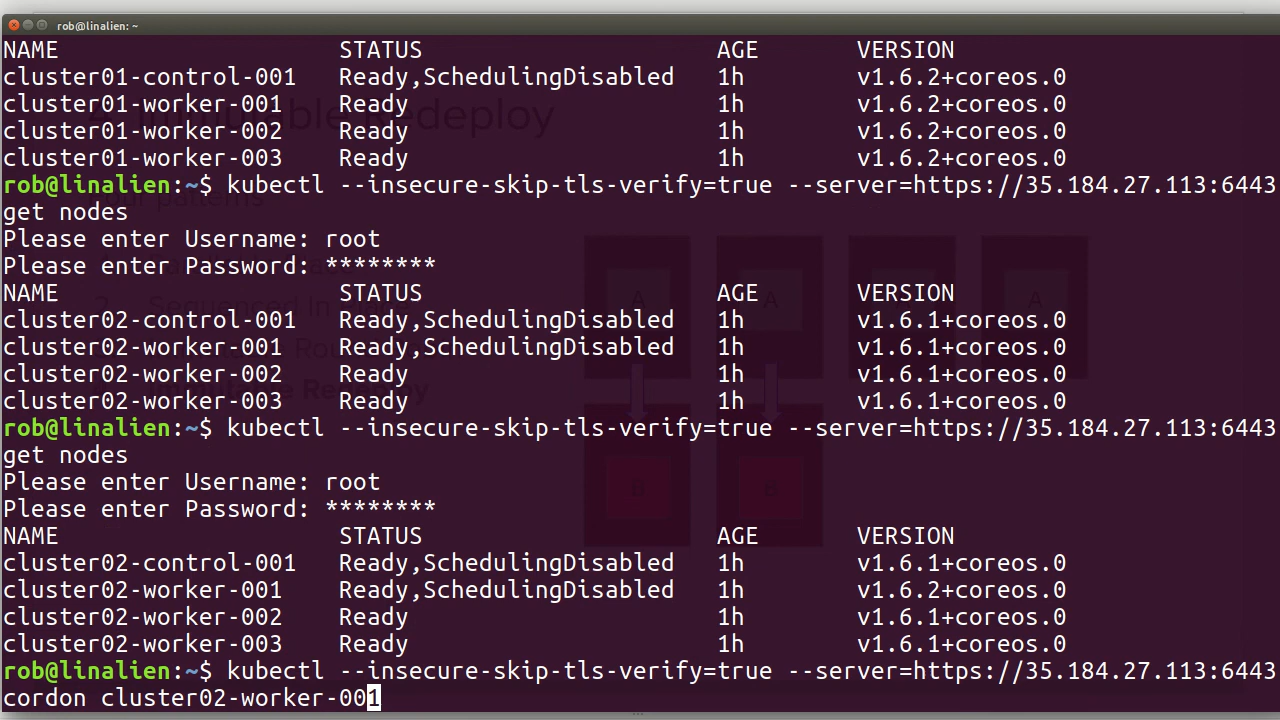 rob@linalien: ~
NAME STATUS AGE VERSION
cluster01-control-001 Ready,SchedulingDisabled 1h v1.6.2+coreos.0
cluster01-worker-001 Ready 1h v1.6.2+coreos.0
cluster01-worker-002 Ready 1h v1.6.2+coreos.0
cluster01-worker-003 Ready 1h v1.6.2+coreos.0
rob@linalien:~$ kubectl --insecure-skip-tls-verify=true --server=https://35.184.27.113:6443
get nodes
Please enter Username: root
Please enter Password: ********
NAME STATUS AGE VERSION
cluster02-control-001 Ready,SchedulingDisabled 1h v1.6.1+coreos.0
cluster02-worker-001 Ready,SchedulingDisabled 1h v1.6.1+coreos.0
cluster02-worker-002 Ready 1h v1.6.1+coreos.0
cluster02-worker-003 Ready 1h v1.6.1+coreos.0
rob@linalien:~$ kubectl --insecure-skip-tls-verify=true --server=https://35.184.27.113:6443
get nodes
Please enter Username: root
Please enter Password: ********
NAME STATUS AGE VERSION
cluster02-control-001 Ready,SchedulingDisabled 1h v1.6.1+coreos.0
cluster02-worker-001 Ready,SchedulingDisabled 1h v1.6.2+coreos.0
cluster02-worker-002 Ready 1h v1.6.1+coreos.0
cluster02-worker-003 Ready 1h v1.6.1+coreos.0
rob@linalien:~$ kubectl --insecure-skip-tls-verify=true --server=https://35.184.27.113:6443
cordon cluster02-worker-001
Immutable Redeploy
Four patterns
Immutable Redeploy
A
A
A
B
B